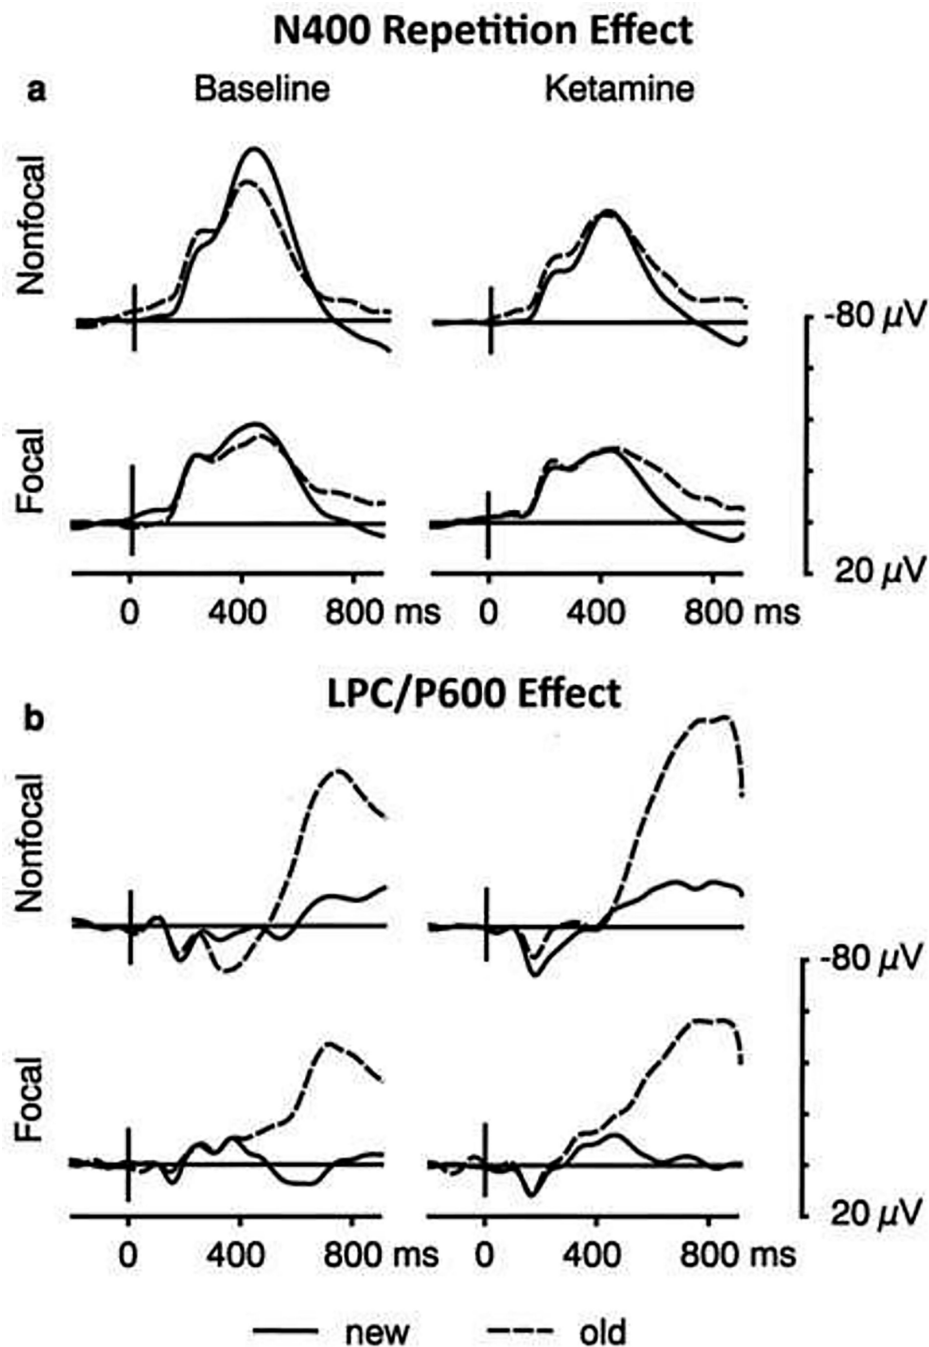 N400 Repetition Effect
a Baseline Ketamine
Nonfocal
-80 µV
Focal
20 µV
0 400 800 ms 0 400 800 ms
LPC/P600 Effect
b
Nonfocal
-80 µV
Focal
20 µV
0 400 800 ms 0 400 800 ms
new old